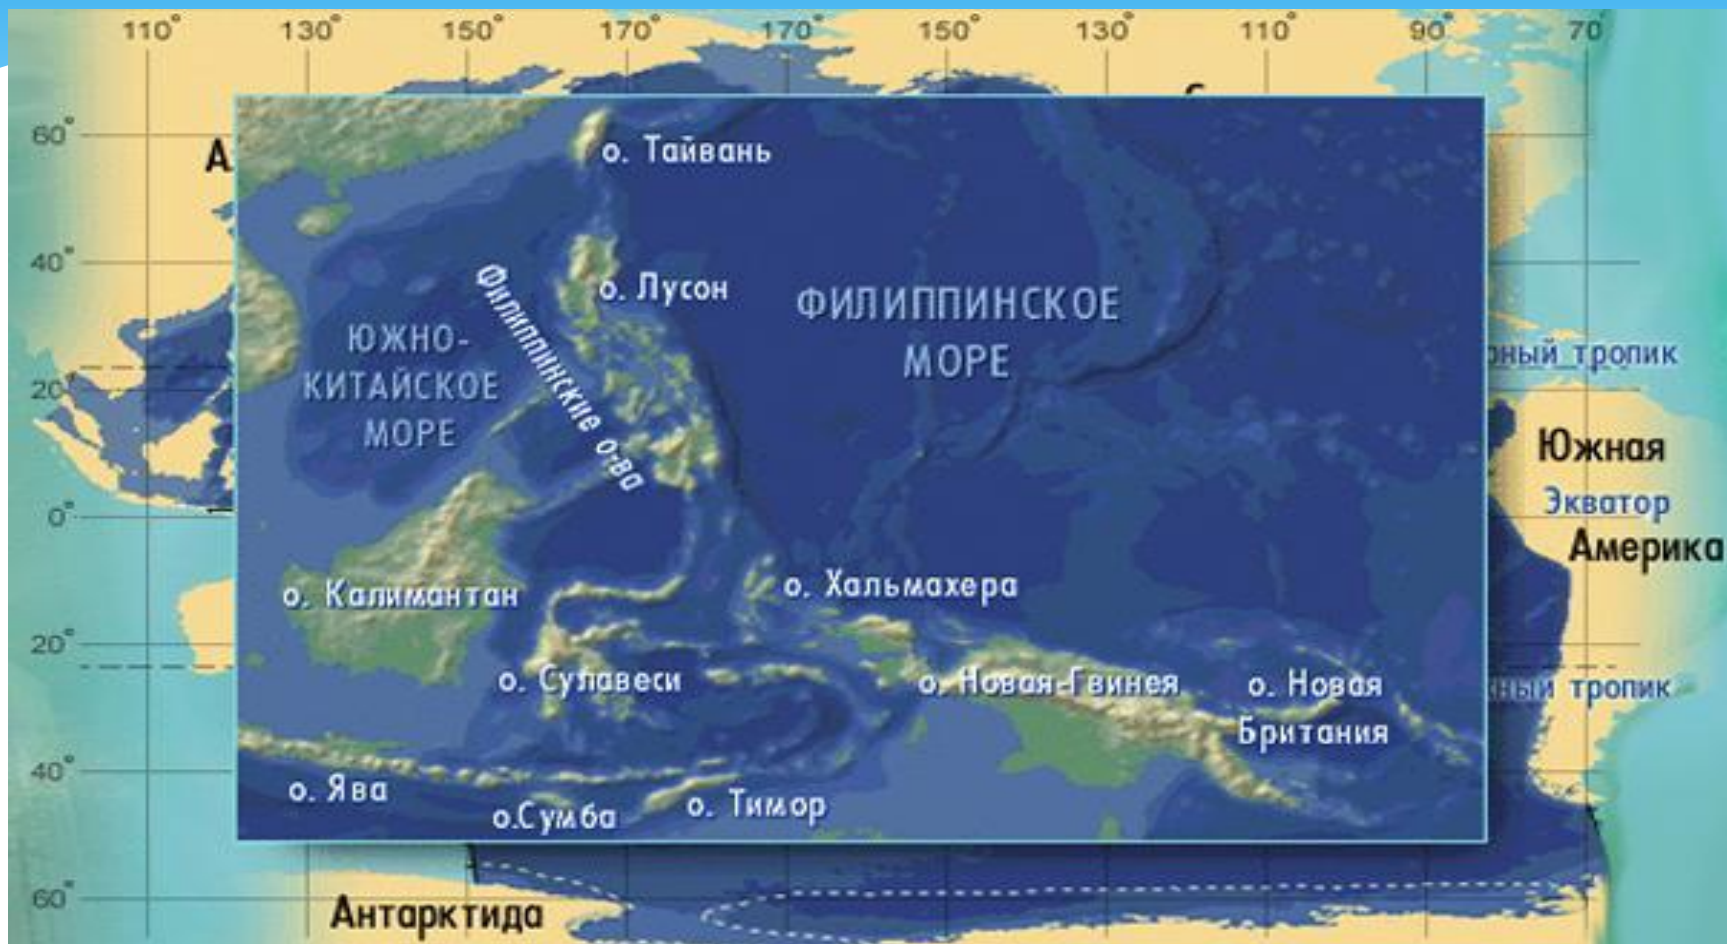 110° 130° 150° 170° 170° 150° 130° 110° 90° 70°
60°
о. Тайвань
40°
Филиппинские о-ва
о. Лусон
ФИЛИППИНСКОЕ
МОРЕ
ЮЖНО-
КИТАЙСКОЕ
МОРЕ
тропик
20°
Южная
Экватор
0°
Америка
о. Калимантан
о. Хальмахера
20°
о. Сулавеси
о. Новая-Гвинея
о. Новая
Британия
тропик
40°
о. Ява
о.Сумба
о. Тимор
60°
Антарктида